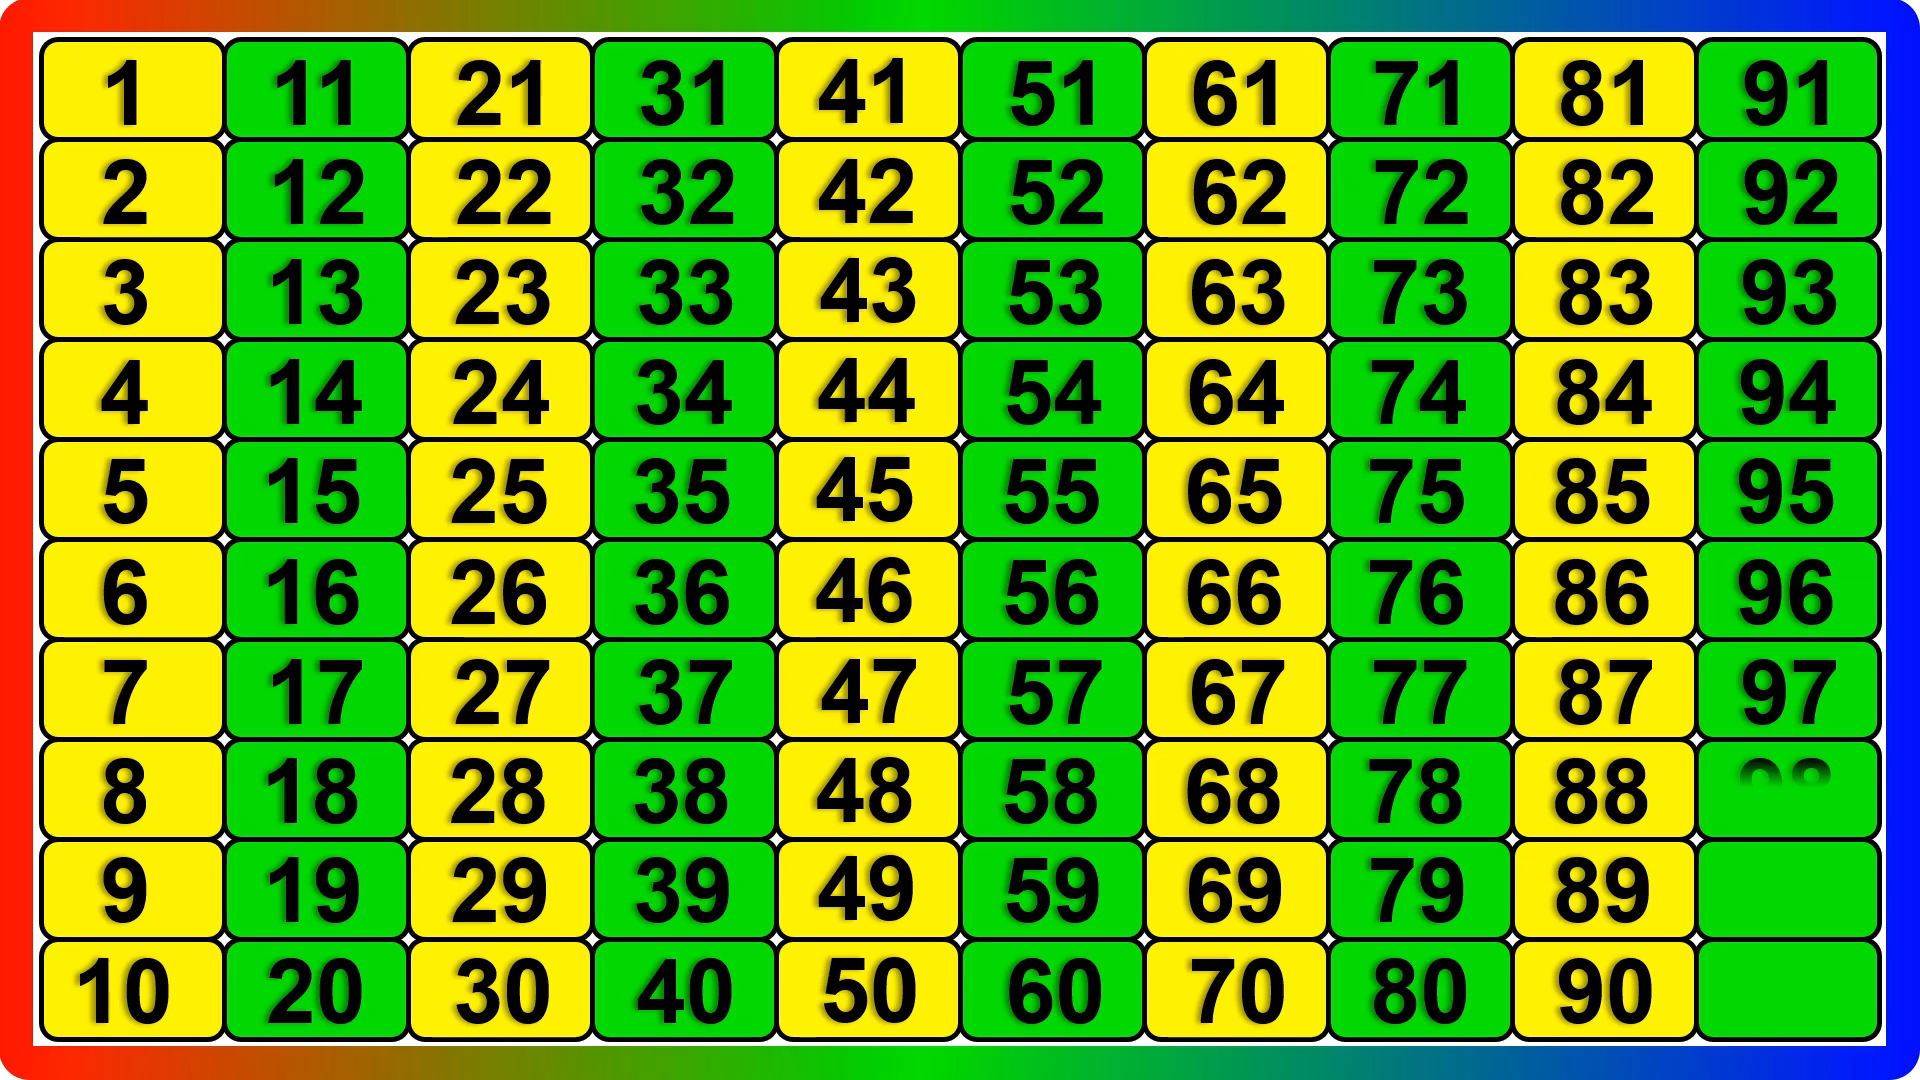 1 11 21 31 41 51 61 71 81 91
2 12 22 32 42 52 62 72 82 92
3 13 23 33 43 53 63 73 83 93
4 14 24 34 44 54 64 74 84 94
5 15 25 35 45 55 65 75 85 95
6 16 26 36 46 56 66 76 86 96
7 17 27 37 47 57 67 77 87 97
8 18 28 38 48 58 68 78 88
9 19 29 39 49 59 69 79 89
10 20 30 40 50 60 70 80 90